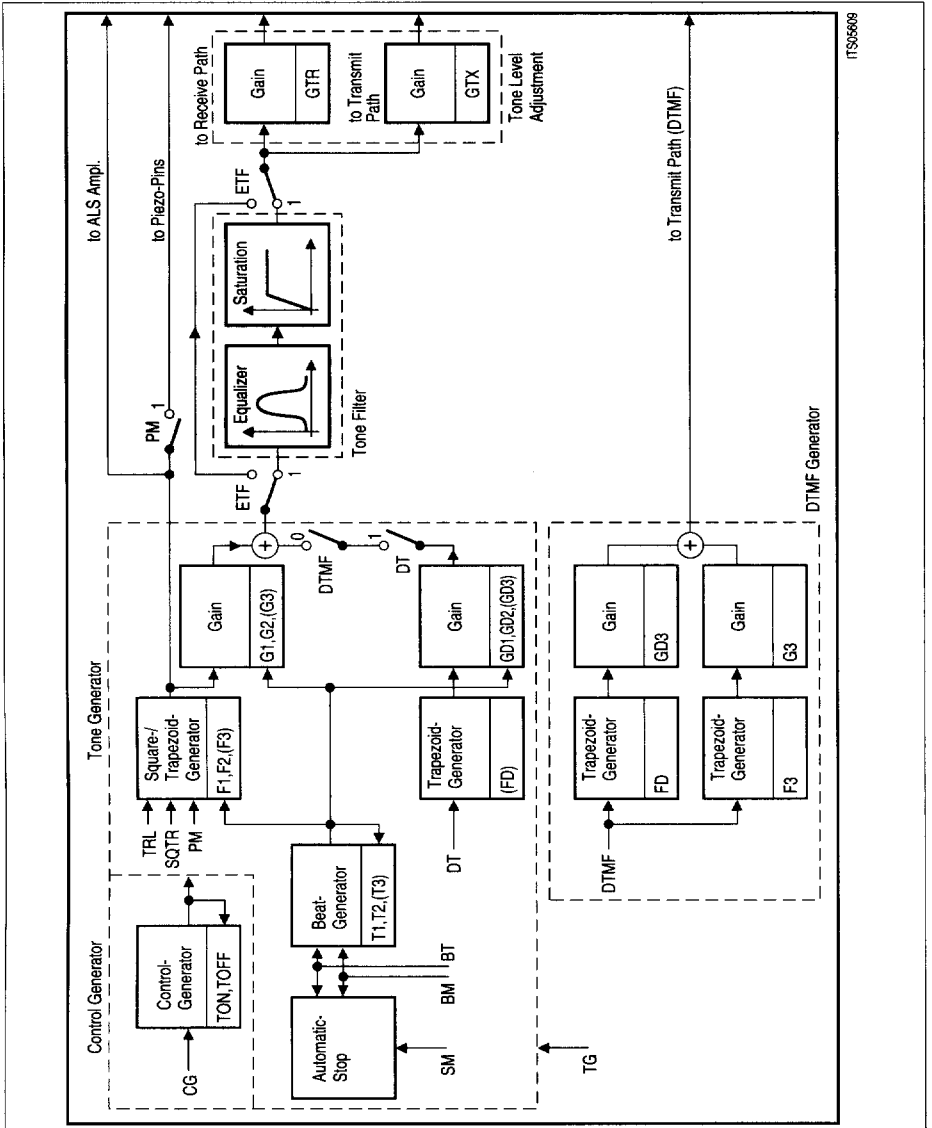 Control Generator
CG
Control-
Generator
TON,TOFF
Tone Generator
TRL
SQTR
PM
Square-/
Trapezoid-
Generator
F1,F2,(F3)
Gain
G1,G2,(G3)
Automatic-
Stop
SM
BM
BT
Beat-
Generator
T1,T2,(T3)
DT
Trapezoid-
Generator
(FD)
Gain
GD1,GD2,(GD3)
DTMF
0
DT
1
TG
PM
1
to ALS Ampl.
to Piezo-Pins
ETF
1
Equalizer
Saturation
Tone Filter
ETF
1
to Receive Path
Gain
GTR
to Transmit
Path
Gain
GTX
Tone Level
Adjustment
DTMF
Trapezoid-
Generator
FD
Gain
GD3
Trapezoid-
Generator
F3
Gain
G3
DTMF Generator
to Transmit Path (DTMF)
ITS05609